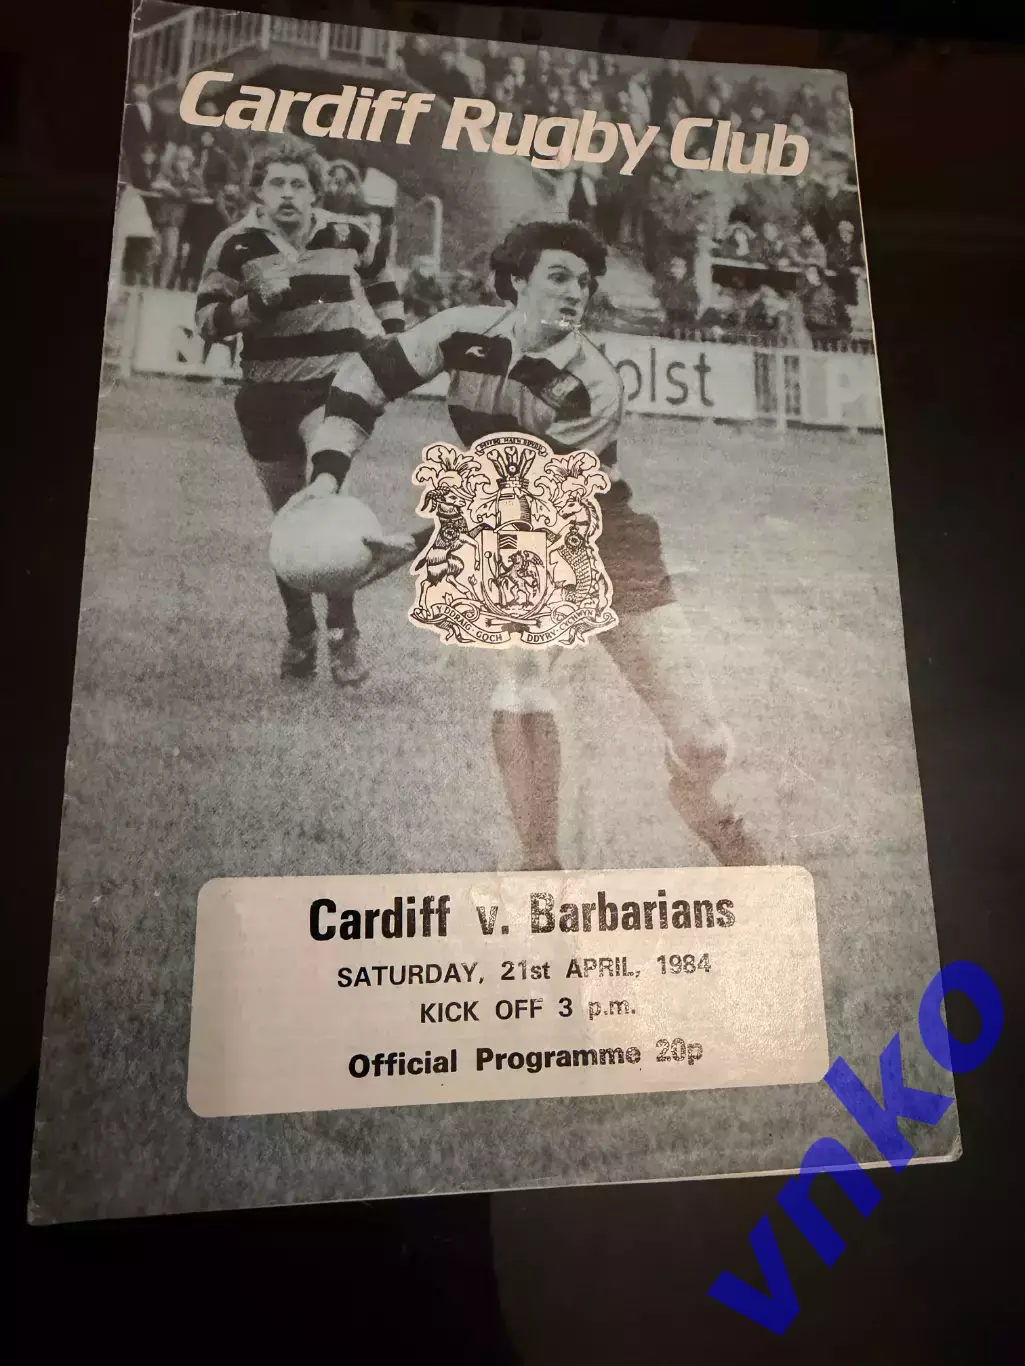 Cardiff Rugby Club
olst
Y DDRAIG GOCH DDYRY CYCHWYN
Cardiff v. Barbarians
SATURDAY, 21st APRIL, 1984
KICK OFF 3 p.m.
Official Programme 20p
vnko